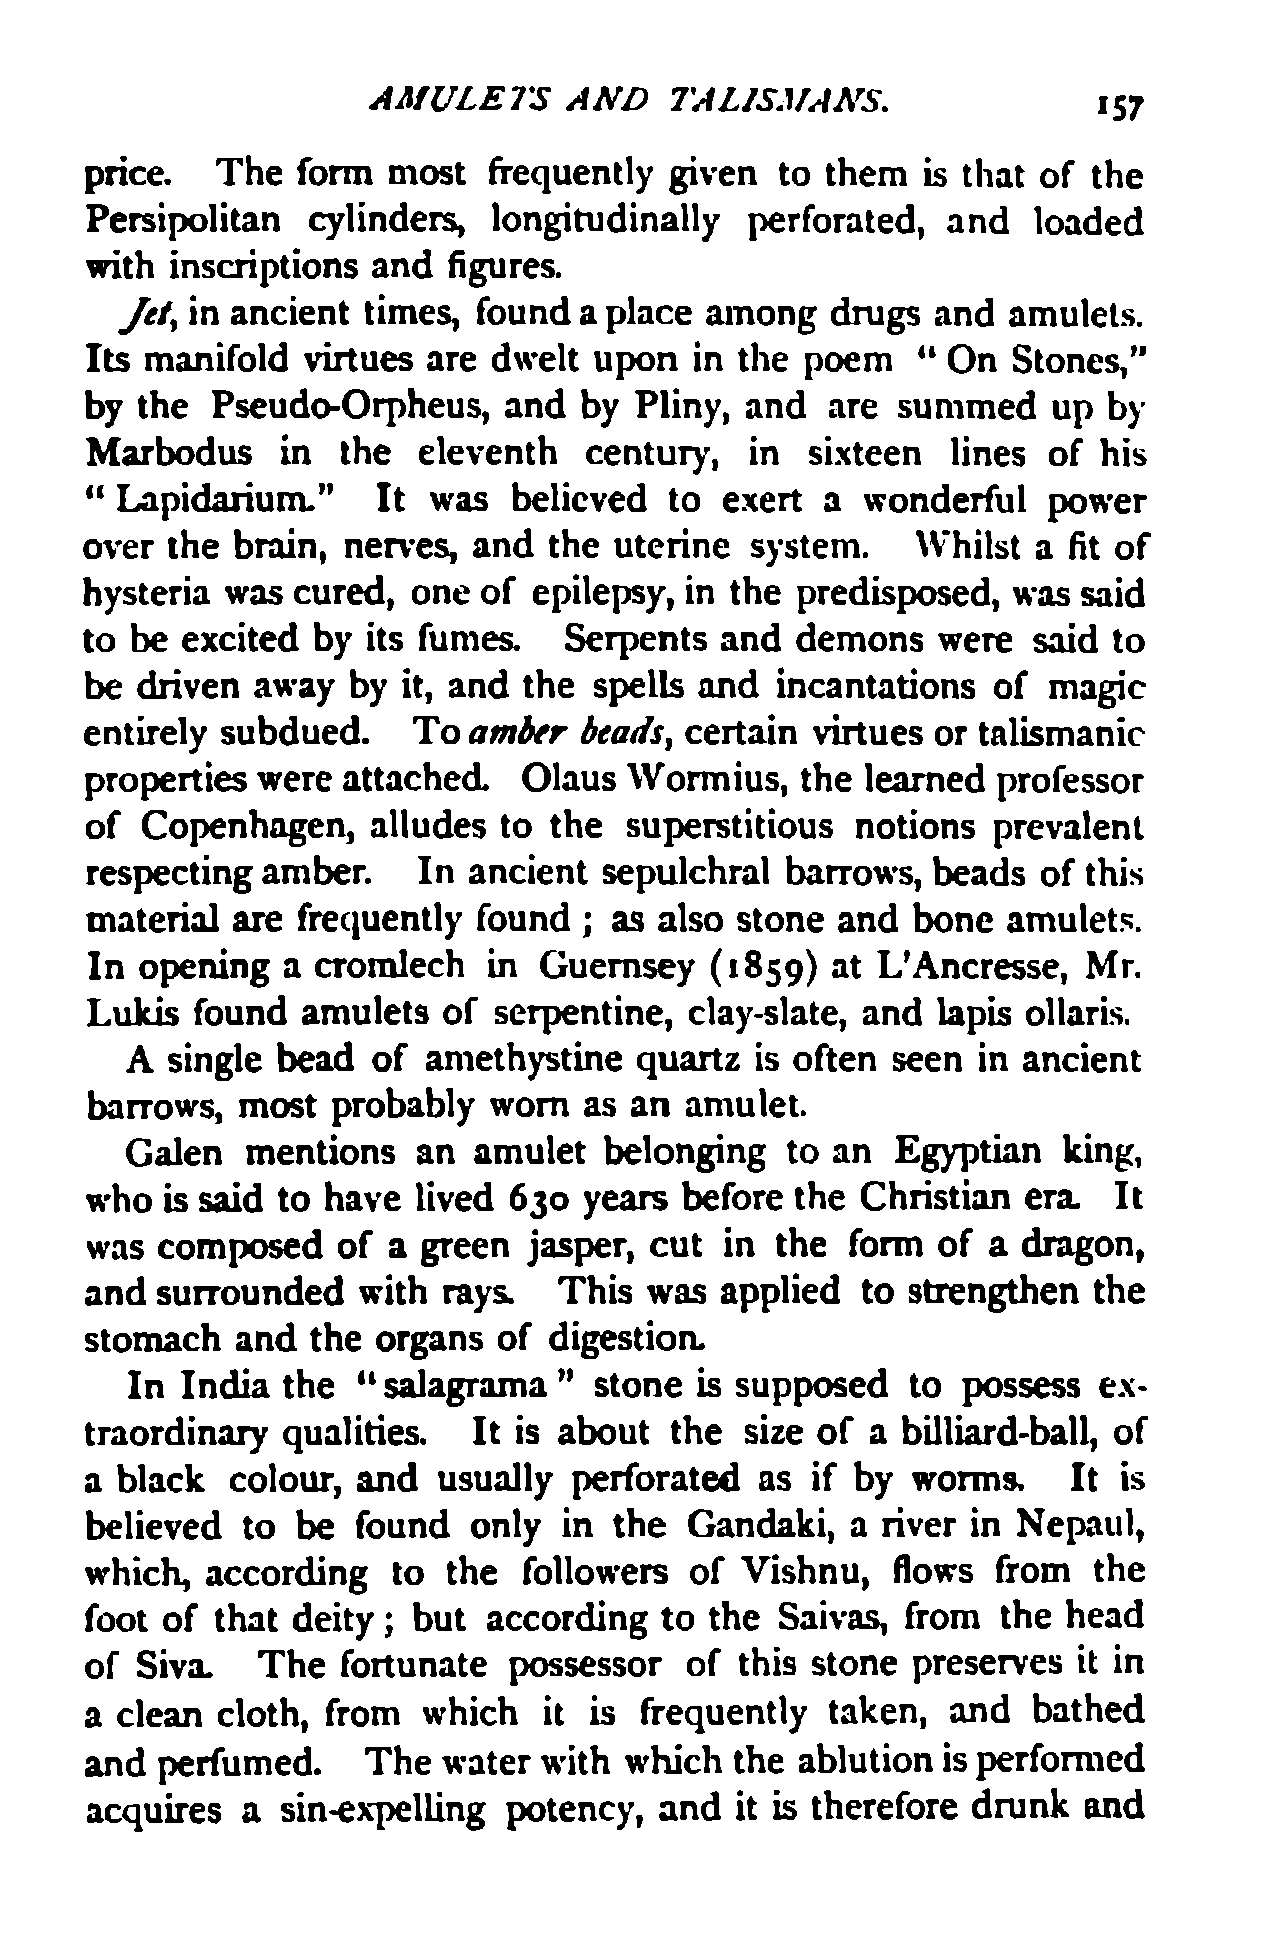 AMULETS AND TALISMANS. 157
price. The form most frequently given to them is that of the
Persipolitan cylinders, longitudinally perforated, and loaded
with inscriptions and figures.
Jet, in ancient times, found a place among drugs and amulets.
Its manifold virtues are dwelt upon in the poem “ On Stones,”
by the Pseudo-Orpheus, and by Pliny, and are summed up by
Marbodus in the eleventh century, in sixteen lines of his
“ Lapidarium.” It was believed to exert a wonderful power
over the brain, nerves, and the uterine system. Whilst a fit of
hysteria was cured, one of epilepsy, in the predisposed, was said
to be excited by its fumes. Serpents and demons were said to
be driven away by it, and the spells and incantations of magic
entirely subdued. To amber beads, certain virtues or talismanic
properties were attached. Olaus Wormius, the learned professor
of Copenhagen, alludes to the superstitious notions prevalent
respecting amber. In ancient sepulchral barrows, beads of this
material are frequently found ; as also stone and bone amulets.
In opening a cromlech in Guernsey (1859) at L’Ancresse, Mr.
Lukis found amulets of serpentine, clay-slate, and lapis ollaris.
A single bead of amethystine quartz is often seen in ancient
barrows, most probably worn as an amulet.
Galen mentions an amulet belonging to an Egyptian king,
who is said to have lived 630 years before the Christian era. It
was composed of a green jasper, cut in the form of a dragon,
and surrounded with rays. This was applied to strengthen the
stomach and the organs of digestion.
In India the “ salagrama ” stone is supposed to possess ex-
traordinary qualities. It is about the size of a billiard-ball, of
a black colour, and usually perforated as if by worms. It is
believed to be found only in the Gandaki, a river in Nepaul,
which, according to the followers of Vishnu, flows from the
foot of that deity ; but according to the Saivas, from the head
of Siva. The fortunate possessor of this stone preserves it in
a clean cloth, from which it is frequently taken, and bathed
and perfumed. The water with which the ablution is performed
acquires a sin-expelling potency, and it is therefore drunk and